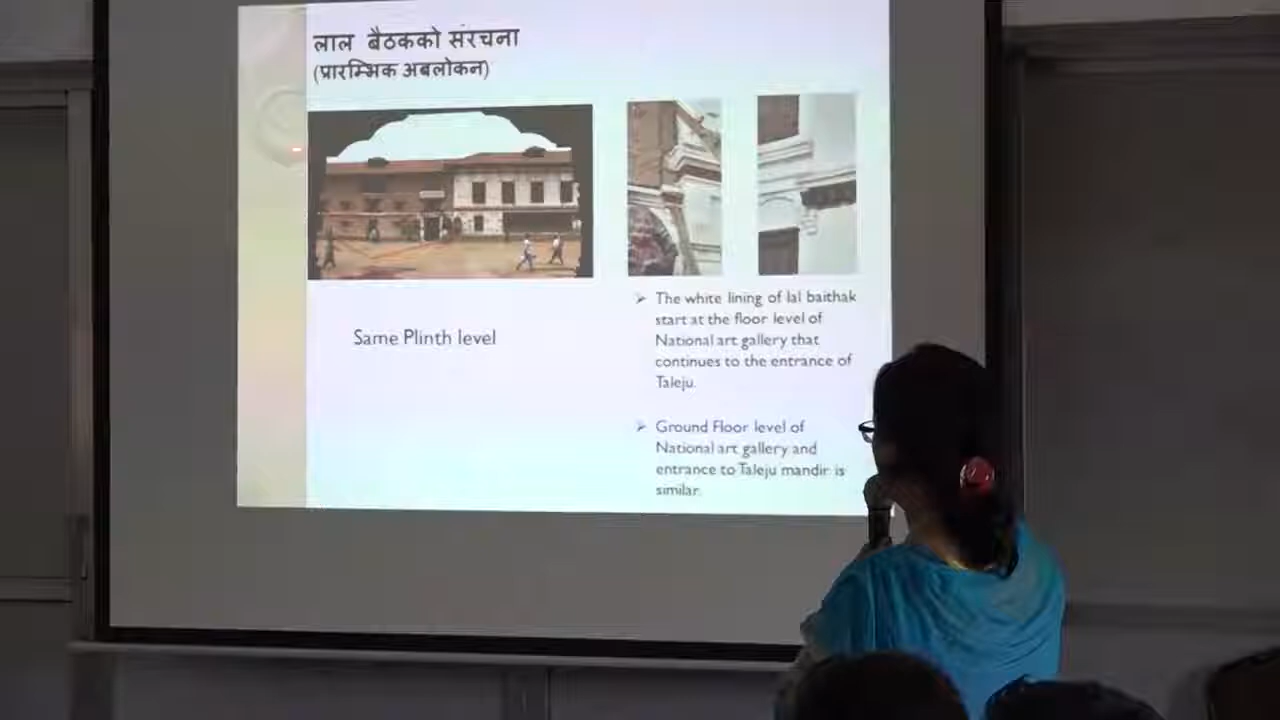 लाल बैठकको संरचना
(प्रारम्भिक अबलोकन)
Same Plinth level
➢ The white lining of lal baithak
start at the floor level of
National art gallery that
continues to the entrance of
Taleju.
➢ Ground Floor level of
National art gallery and
entrance to Taleju mandir is
similar.